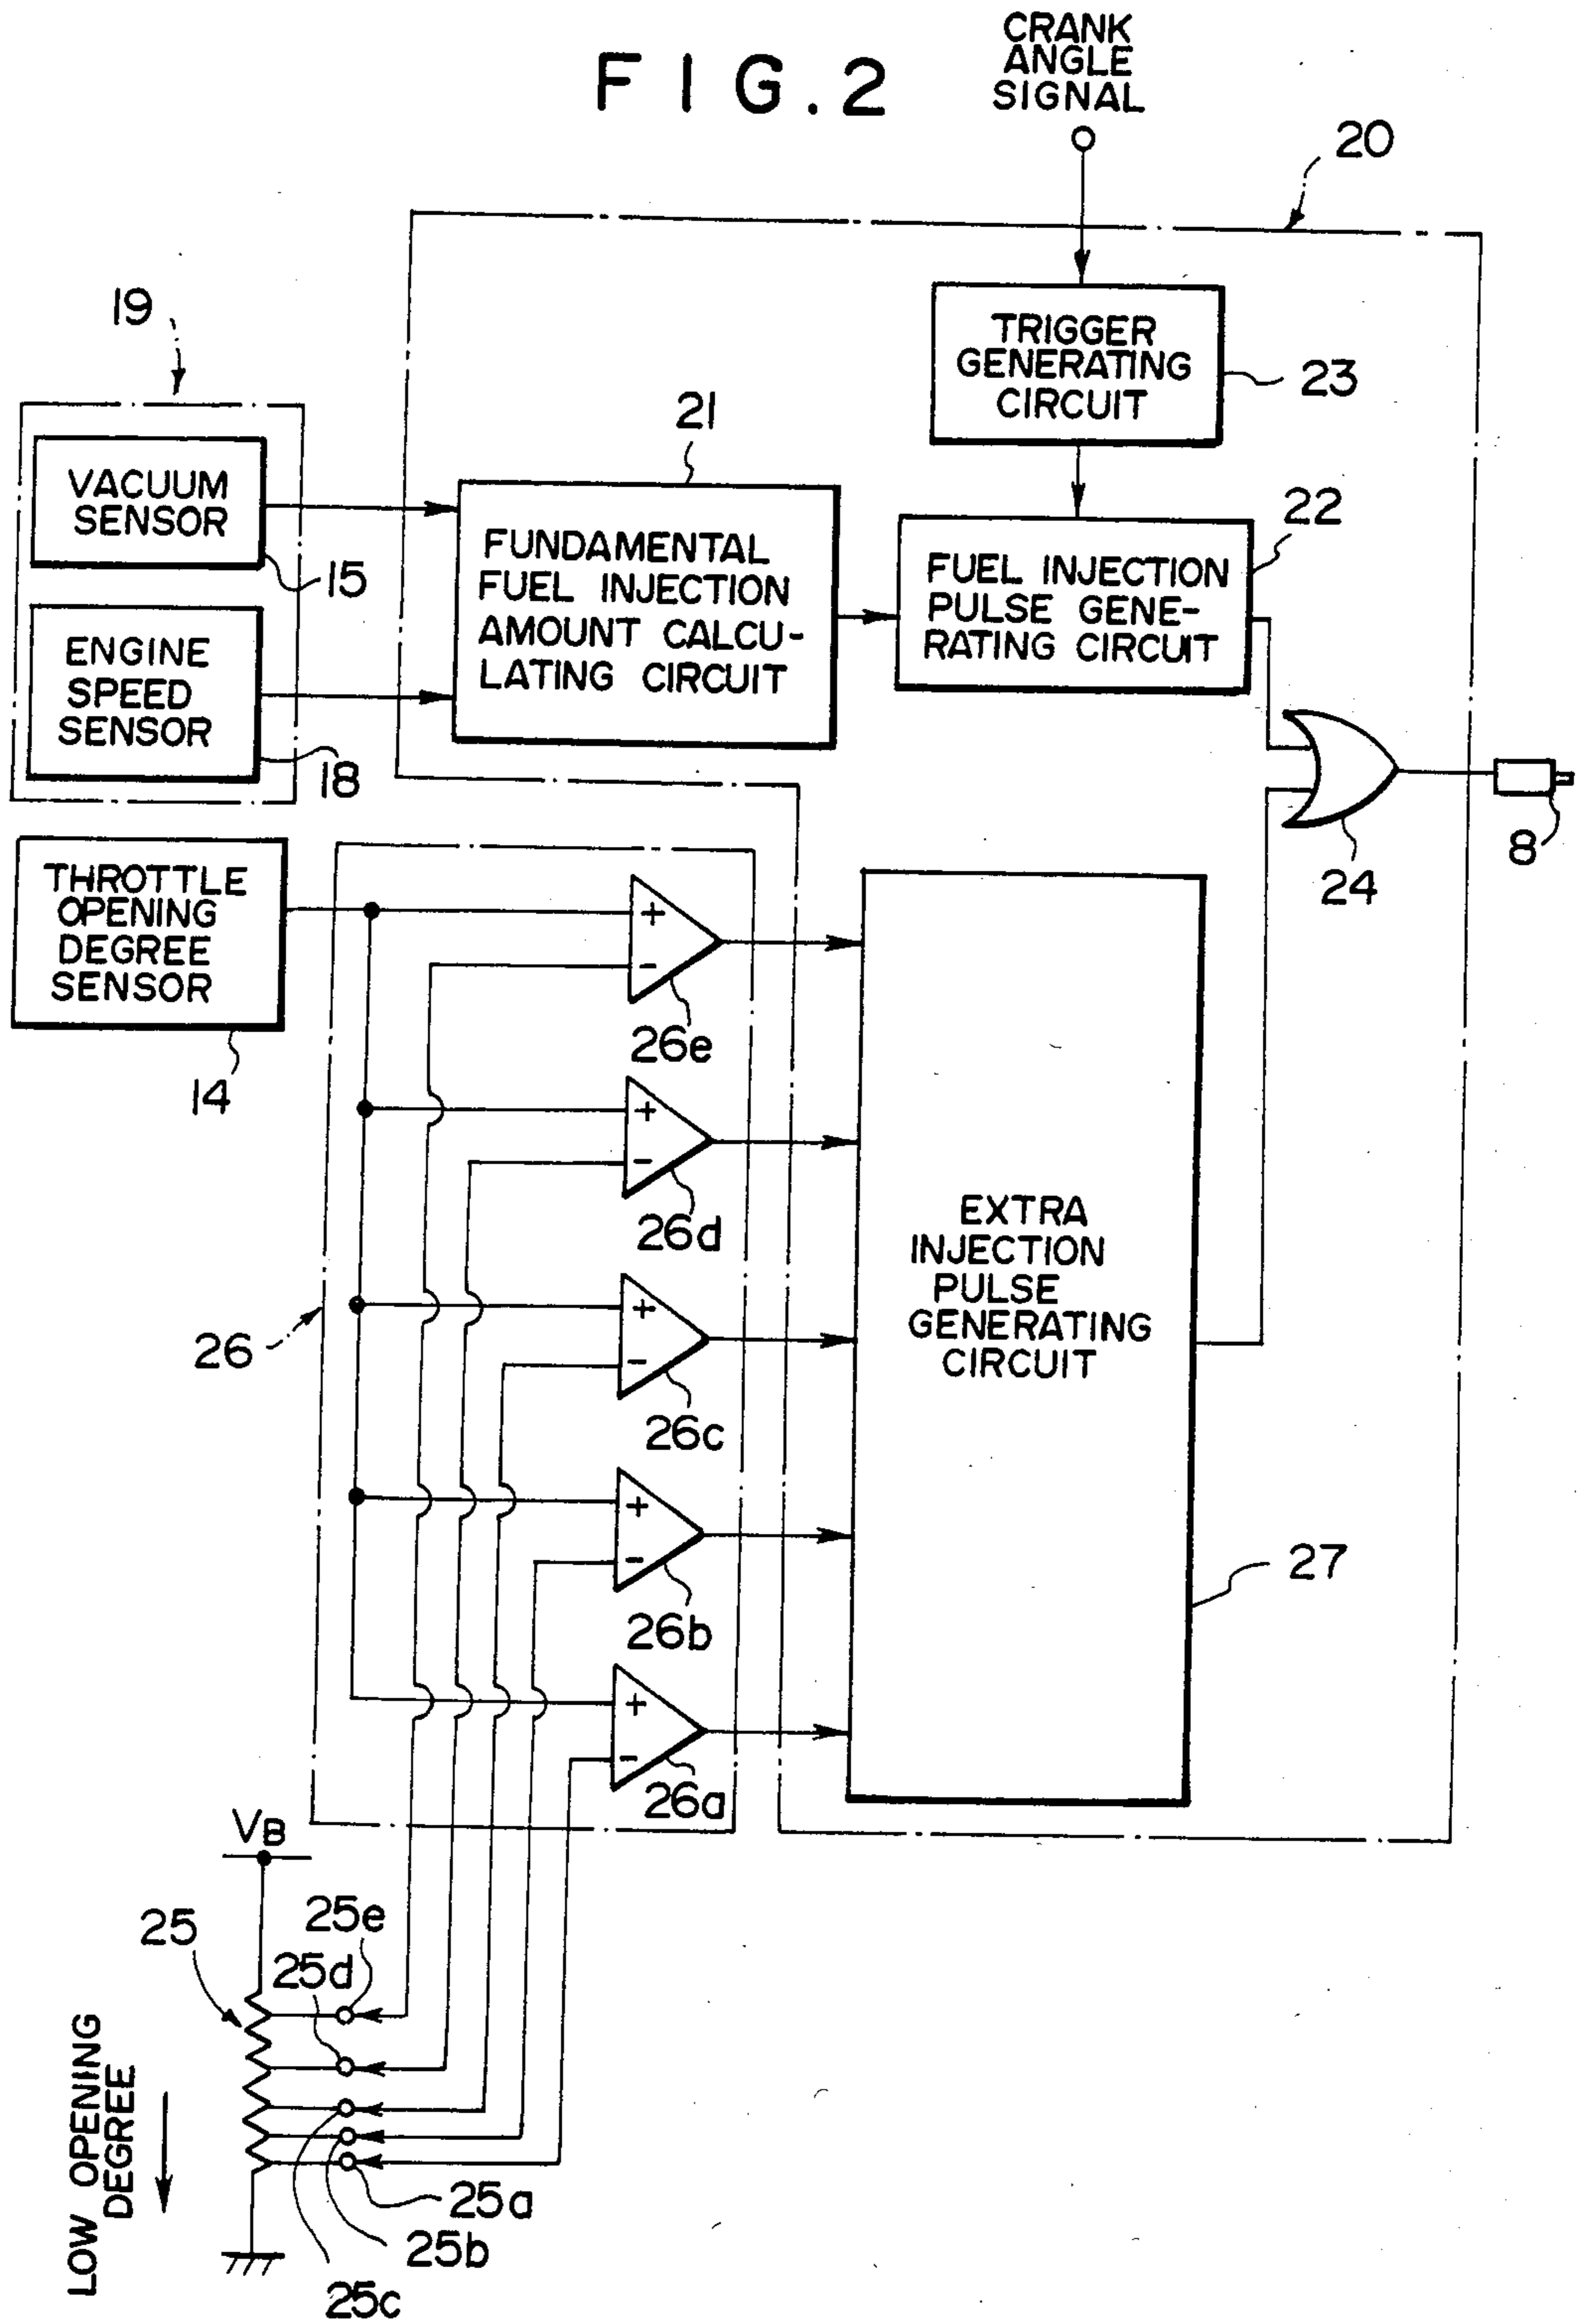 FIG. 2
CRANK
ANGLE
SIGNAL
20
19
TRIGGER
GENERATING
CIRCUIT
23
21
VACUUM
SENSOR
15
ENGINE
SPEED
SENSOR
18
FUNDAMENTAL
FUEL INJECTION
AMOUNT CALCU-
LATING CIRCUIT
22
FUEL INJECTION
PULSE GENE-
RATING CIRCUIT
8
24
THROTTLE
OPENING
DEGREE
SENSOR
14
+
−
26e
+
−
26d
+
−
26c
26
+
−
26b
+
−
26a
EXTRA
INJECTION
PULSE
GENERATING
CIRCUIT
27
VB
25
25e
25d
25a
25b
25c
LOW OPENING
DEGREE